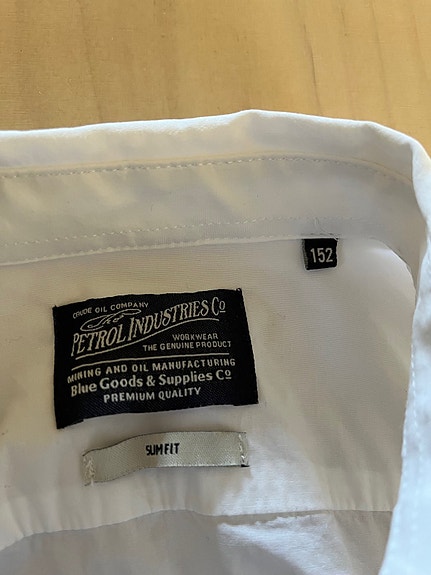 152
CRUDE OIL COMPANY
The
PETROL INDUSTRIES Co
WORKWEAR
THE GENUINE PRODUCT
MINING AND OIL MANUFACTURING
Blue Goods & Supplies Co
PREMIUM QUALITY
SLIM FIT